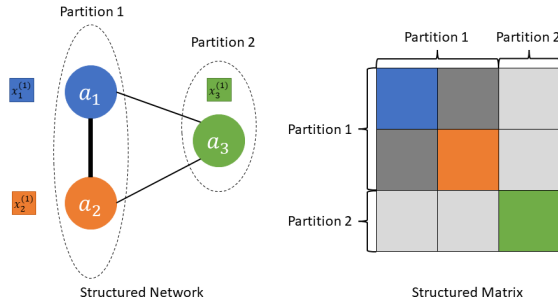 Partition 1
Partition 2
x₁⁽¹⁾
a₁
x₃⁽¹⁾
a₃
x₂⁽¹⁾
a₂
Structured Network
Partition 1
Partition 2
Partition 1
Partition 2
Structured Matrix